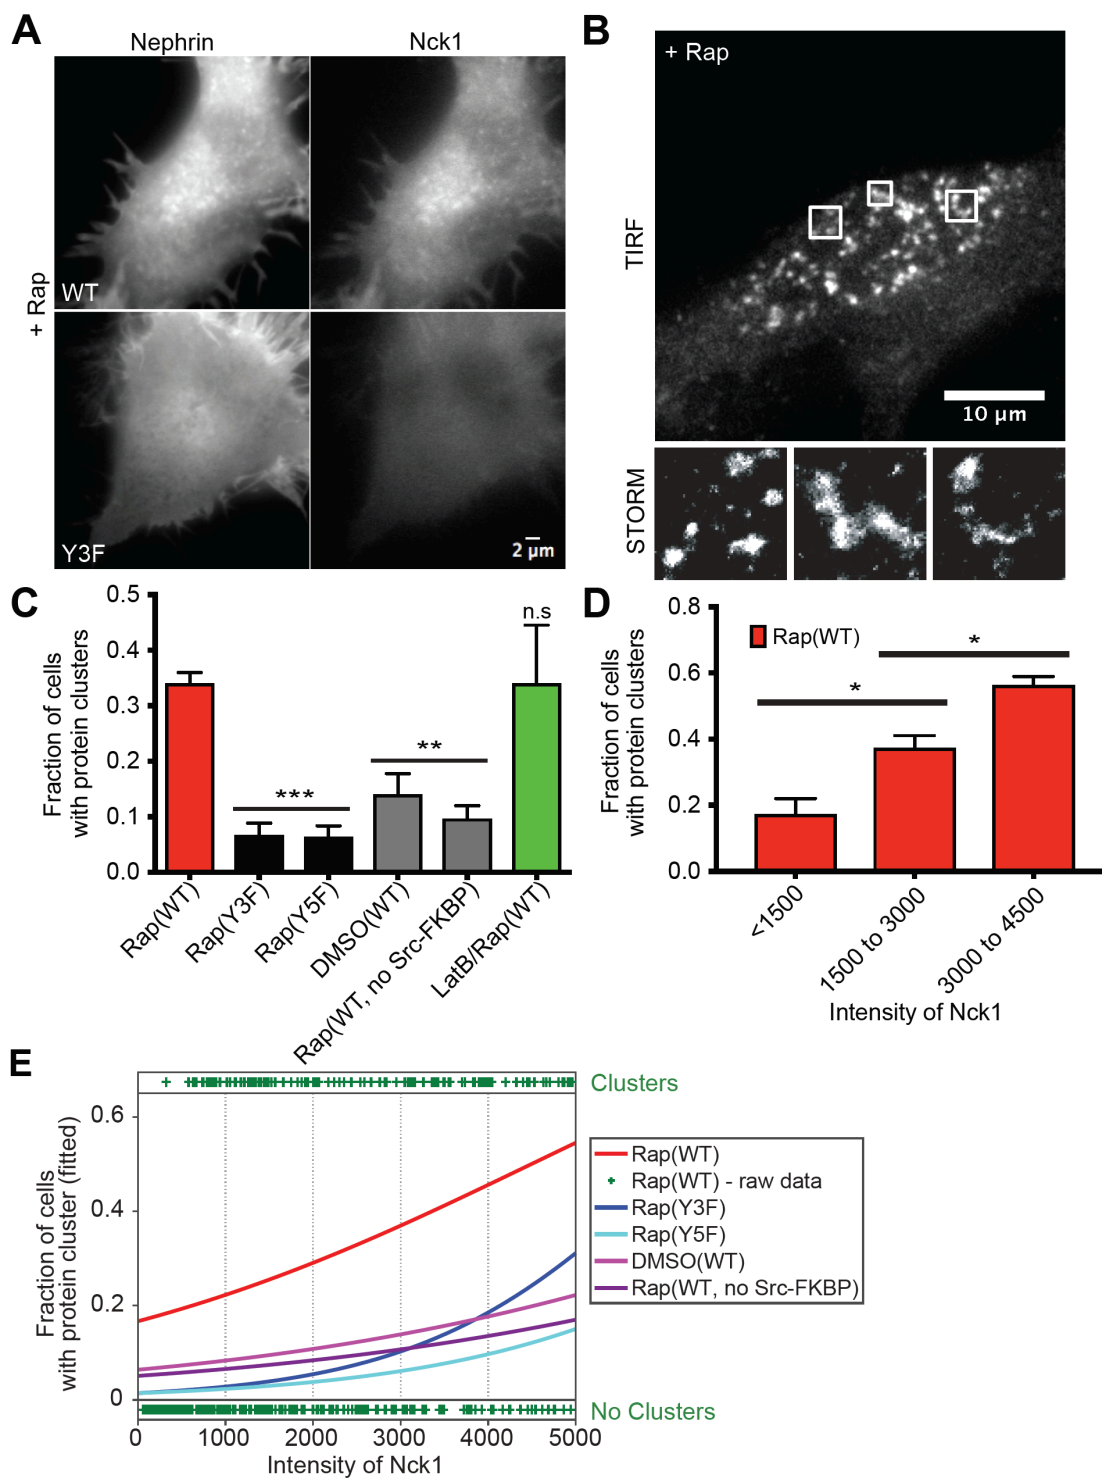 A
Nephrin
Nck1
+ Rap
WT
Y3F
2 µm
B
+ Rap
TIRF
10 µm
STORM
C
Fraction of cells
with protein clusters
0.5
0.4
0.3
0.2
0.1
0.0
***
**
n.s
Rap(WT)
Rap(Y3F)
Rap(Y5F)
DMSO(WT)
Rap(WT, no Src-FKBP)
LatB/Rap(WT)
D
Fraction of cells
with protein clusters
0.8
0.6
0.4
0.2
0.0
Rap(WT)
*
*
<1500
1500 to 3000
3000 to 4500
Intensity of Nck1
E
Clusters
Fraction of cells
with protein cluster (fitted)
0.6
0.4
0.2
0
Rap(WT)
Rap(WT) - raw data
Rap(Y3F)
Rap(Y5F)
DMSO(WT)
Rap(WT, no Src-FKBP)
No Clusters
0 1000 2000 3000 4000 5000
Intensity of Nck1